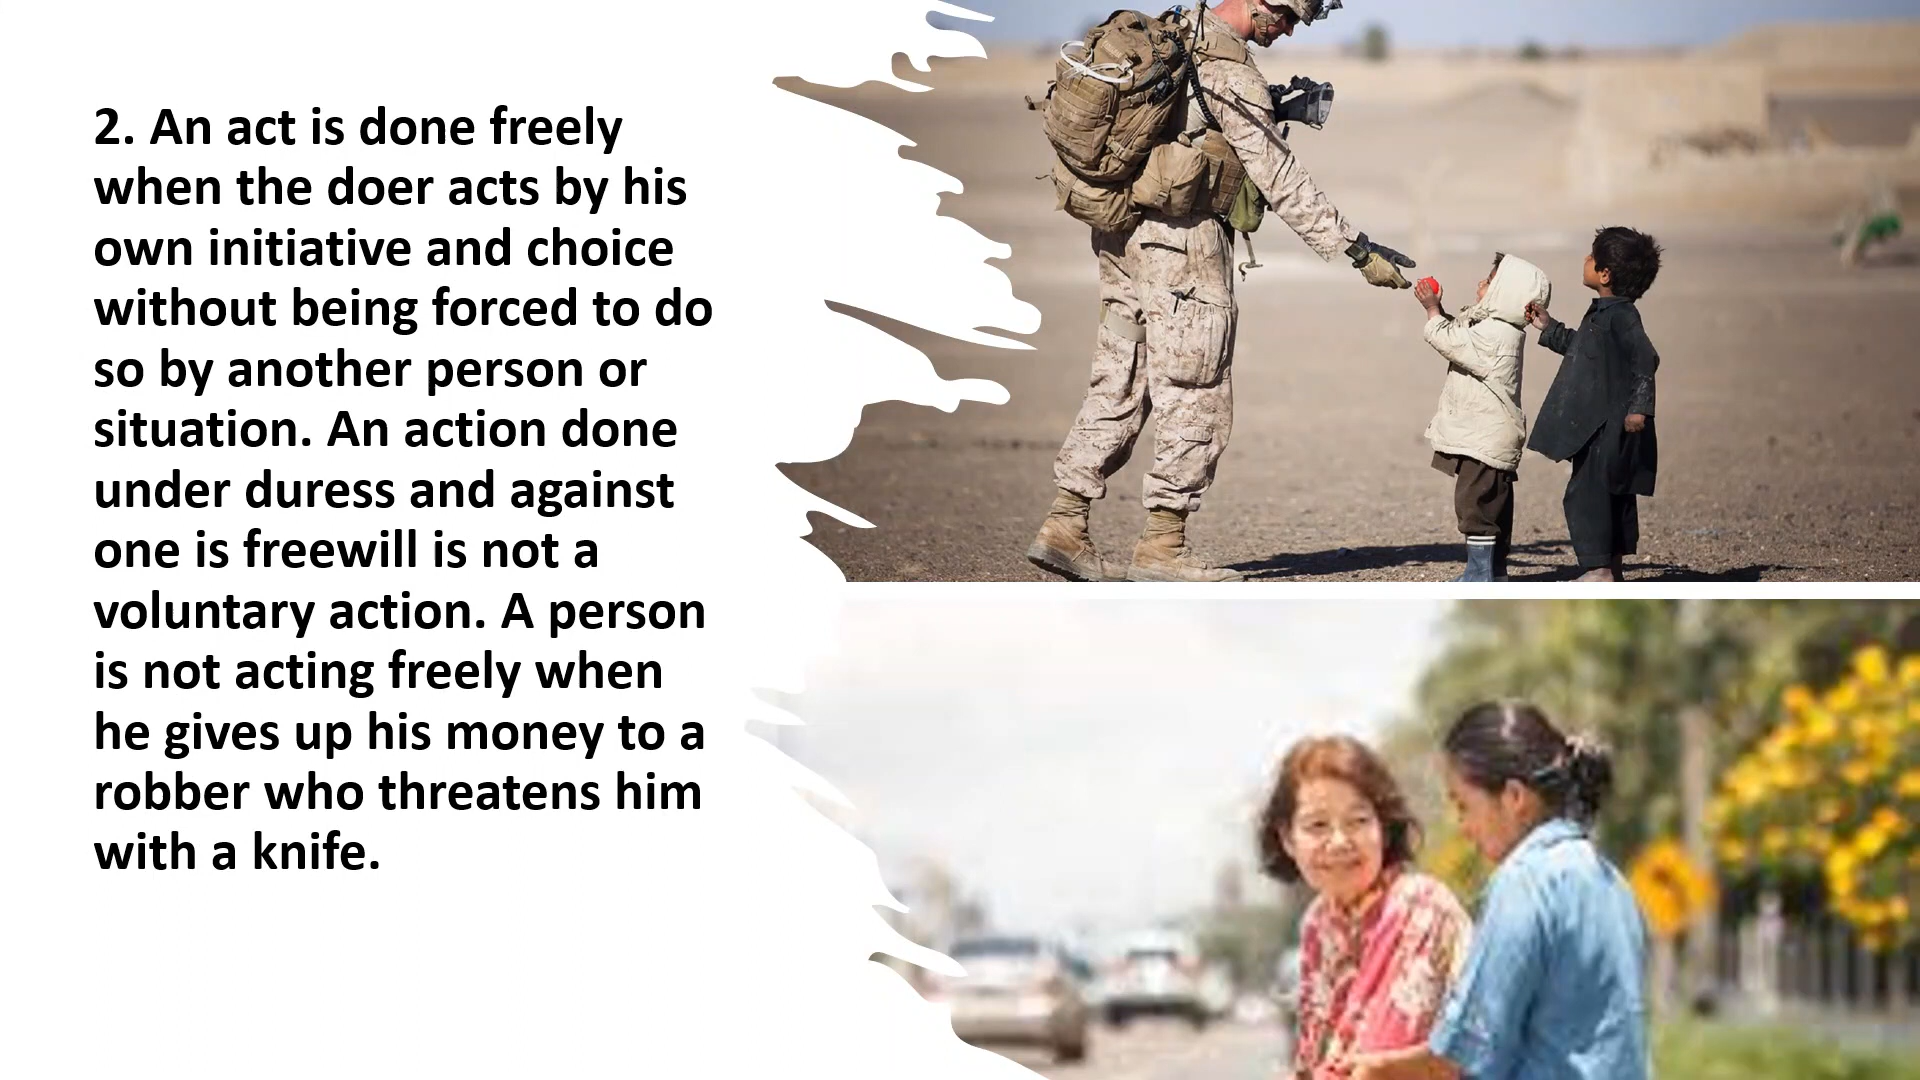 2. An act is done freely
when the doer acts by his
own initiative and choice
without being forced to do
so by another person or
situation. An action done
under duress and against
one is freewill is not a
voluntary action. A person
is not acting freely when
he gives up his money to a
robber who threatens him
with a knife.